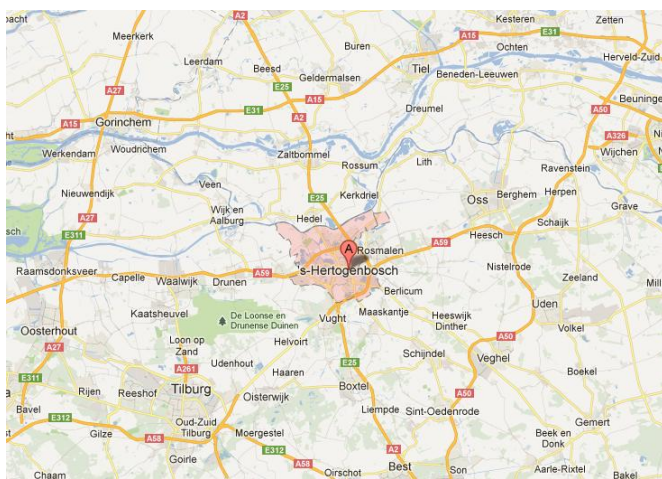 opacht
Meerkerk
A2
Kesteren
Zetten
E31
A15
Buren
Ochten
Leerdam
Beesd
Tiel
Herveld-Zuid
Geldermalsen
Beneden-Leeuwen
A27
E25
A15
Beuningen
E31
A2
Dreumel
A50
Gorinchem
A15
Woudrichem
A326
Werkendam
Zaltbommel
Lith
Wijchen
Rossum
Ravenstein
Nieuwendijk
Veen
E25
Kerkdriel
Berghem
Herpen
Oss
Grave
A27
Wijk en
Aalburg
Hedel
Schaijk
E311
A
Rosmalen
A59
Heesch
Raamsdonksveer
Capelle
Waalwijk
A59
Drunen
's-Hertogenbosch
Nistelrode
Zeeland
Berlicum
Uden
Kaatsheuvel
De Loonse en
Drunense Duinen
Vught
Maaskantje
Heeswijk
Dinther
Volkel
Oosterhout
A27
Loon op
Zand
Helvoirt
A50
Schijndel
Udenhout
E25
Veghel
A261
Haaren
Boekel
E311
Rijen
Reeshof
Tilburg
Boxtel
A50
Oisterwijk
Bavel
E312
Liempde
Sint-Oedenrode
Gemert
Oud-Zuid
Tilburg
Gilze
A58
Moergestel
E312
A2
Beek en
Donk
Goirle
Best
Chaam
Oirschot
Son
Aarle-Rixtel
Bakel